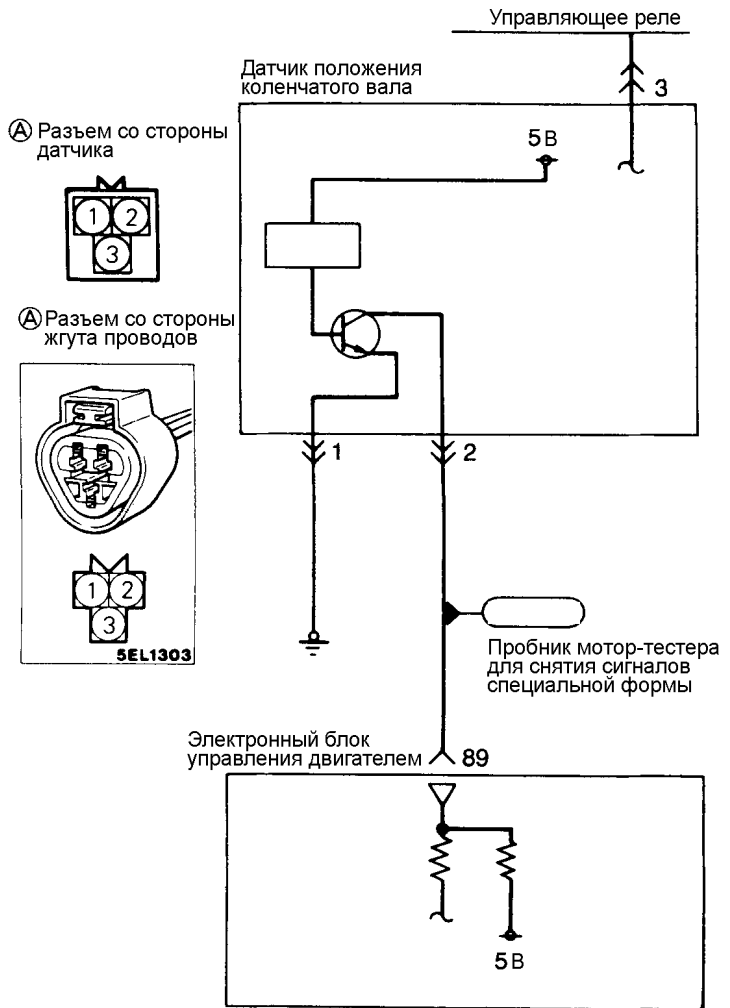 Управляющее реле
Датчик положения
коленчатого вала
3
Ⓐ Разъем со стороны
датчика
5 В
1 2
3
Ⓐ Разъем со стороны
жгута проводов
1
2
1 2
3
5EL1303
Пробник мотор-тестера
для снятия сигналов
специальной формы
Электронный блок
управления двигателем
89
5 В